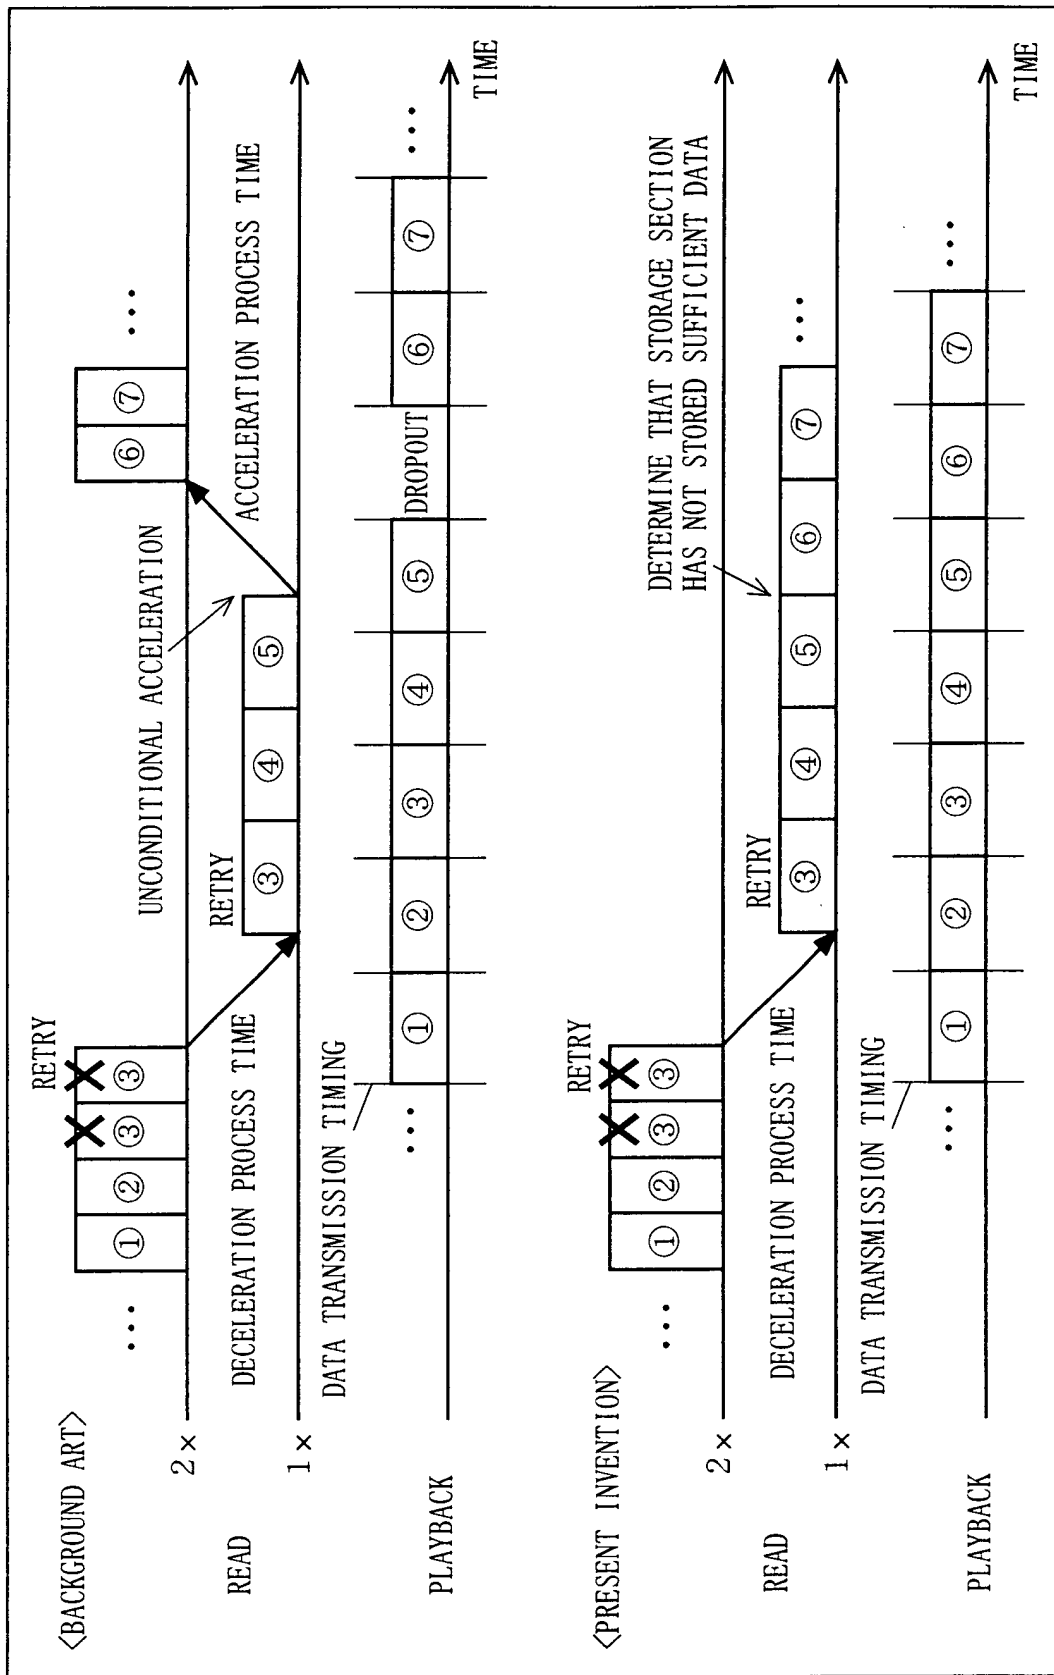 <BACKGROUND ART>
RETRY
... ① ② ③ ③ ⑥ ⑦ ...
2×
UNCONDITIONAL ACCELERATION
READ
DECELERATION PROCESS TIME
RETRY
③ ④ ⑤
ACCELERATION PROCESS TIME
1×
DATA TRANSMISSION TIMING
... ① ② ③ ④ ⑤ DROPOUT ⑥ ⑦ ...
PLAYBACK
TIME
<PRESENT INVENTION>
RETRY
... ① ② ③ ③
2×
DETERMINE THAT STORAGE SECTION
HAS NOT STORED SUFFICIENT DATA
READ
DECELERATION PROCESS TIME
RETRY
③ ④ ⑤ ⑥ ⑦ ...
1×
DATA TRANSMISSION TIMING
... ① ② ③ ④ ⑤ ⑥ ⑦ ...
PLAYBACK
TIME